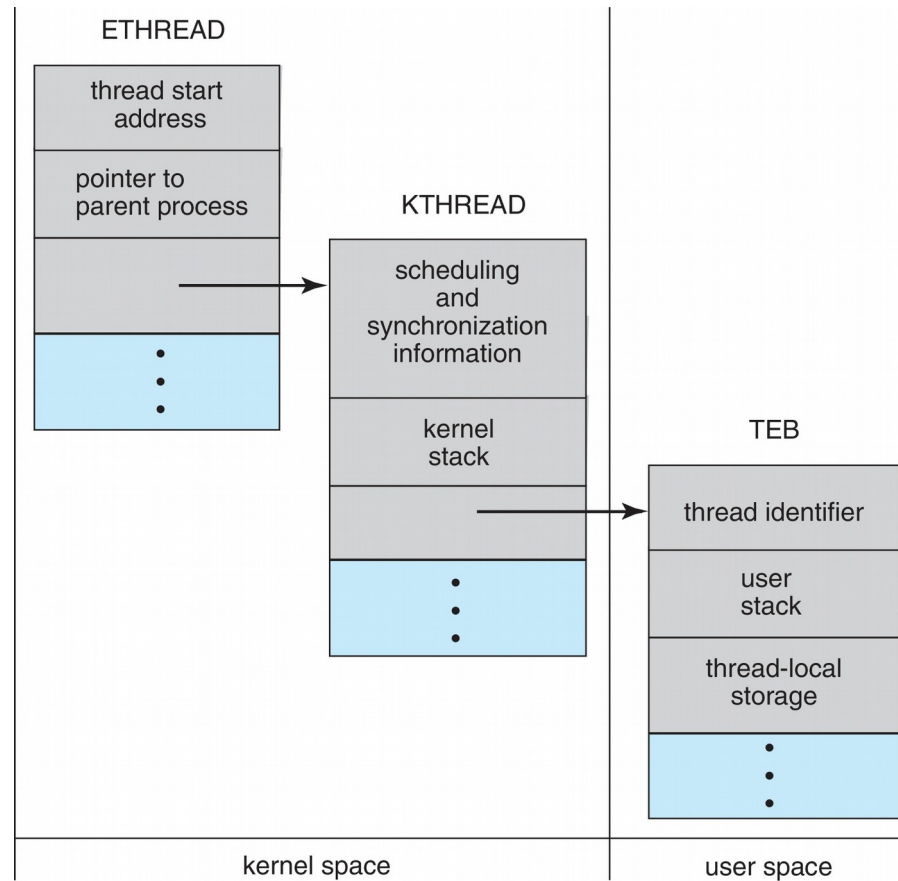 ETHREAD
thread start
address
pointer to
parent process
KTHREAD
scheduling
and
synchronization
information
kernel
stack
TEB
thread identifier
user
stack
thread-local
storage
kernel space
user space